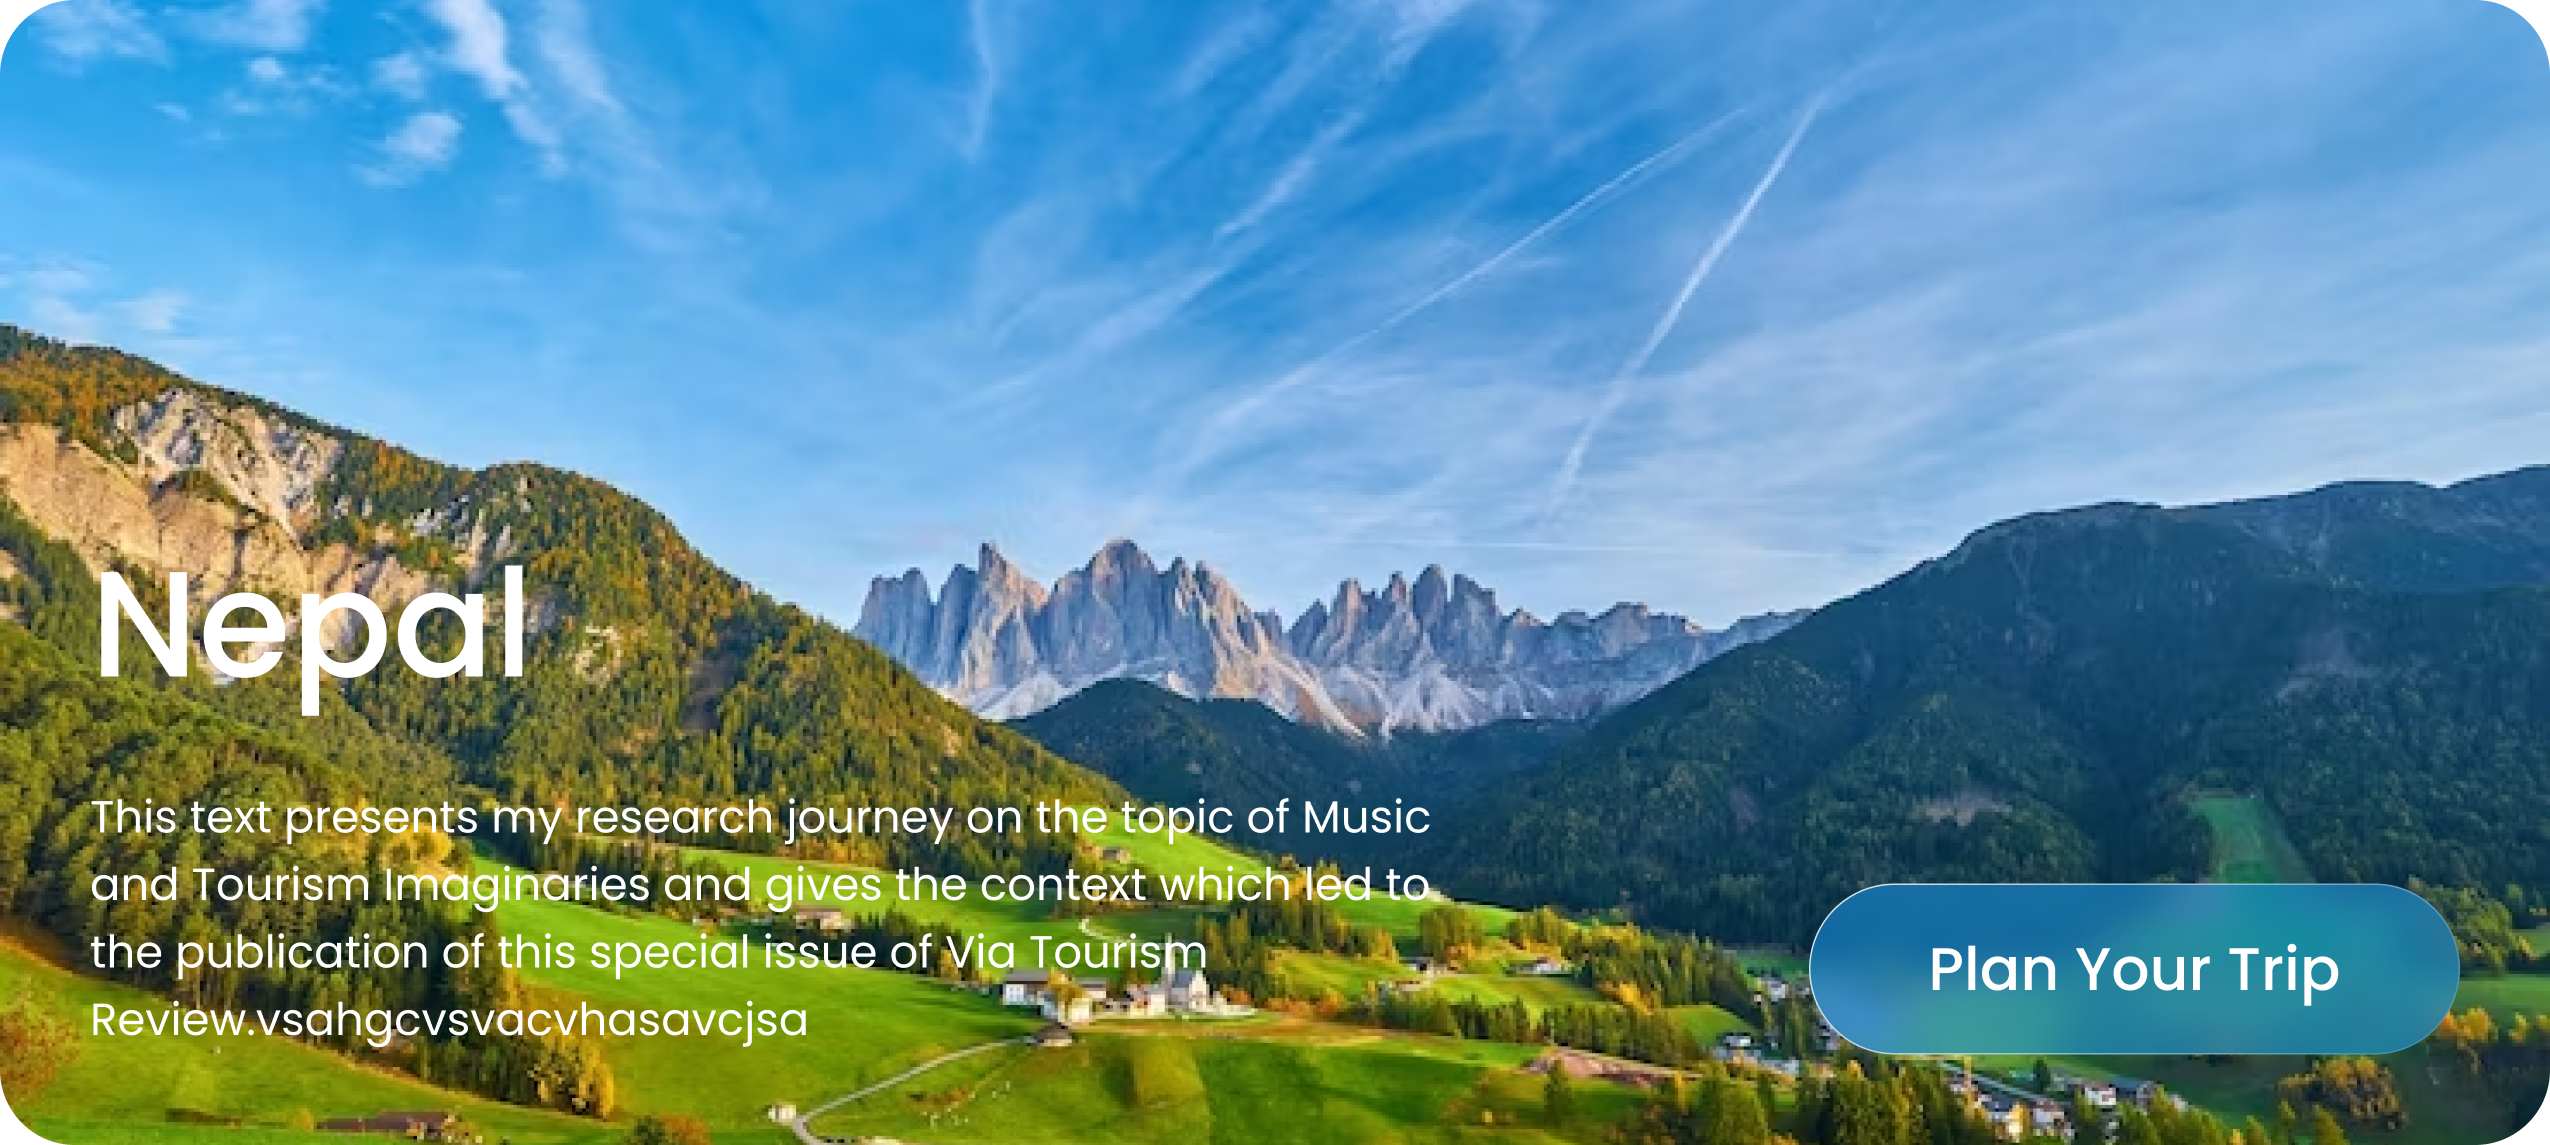 Nepal
This text presents my research journey on the topic of Music
and Tourism Imaginaries and gives the context which led to
the publication of this special issue of Via Tourism
Review.vsahgcvsvacvhasavcjsa
Plan Your Trip